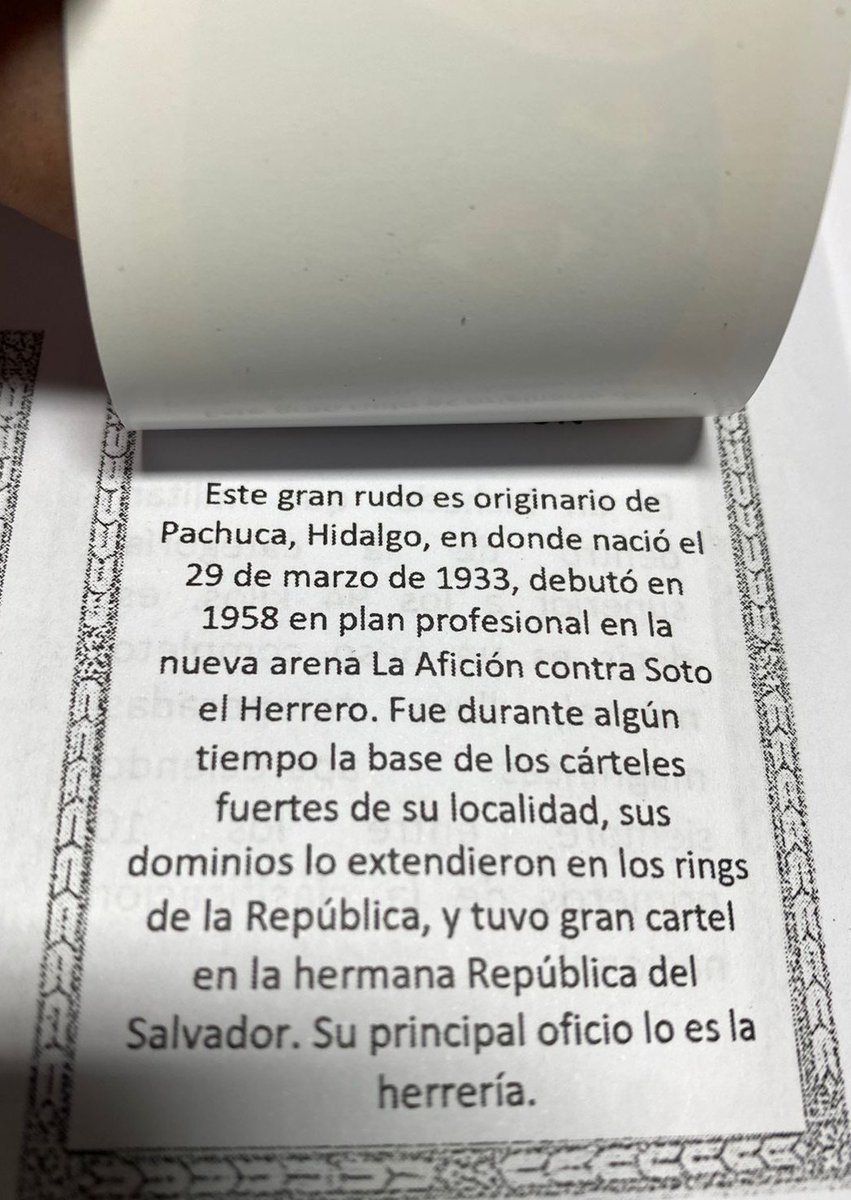 Este gran rudo es originario de
Pachuca, Hidalgo, en donde nació el
29 de marzo de 1933, debutó en
1958 en plan profesional en la
nueva arena La Afición contra Soto
el Herrero. Fue durante algún
tiempo la base de los cárteles
fuertes de su localidad, sus
dominios lo extendieron en los rings
de la República, y tuvo gran cartel
en la hermana República del
Salvador. Su principal oficio lo es la
herrería.